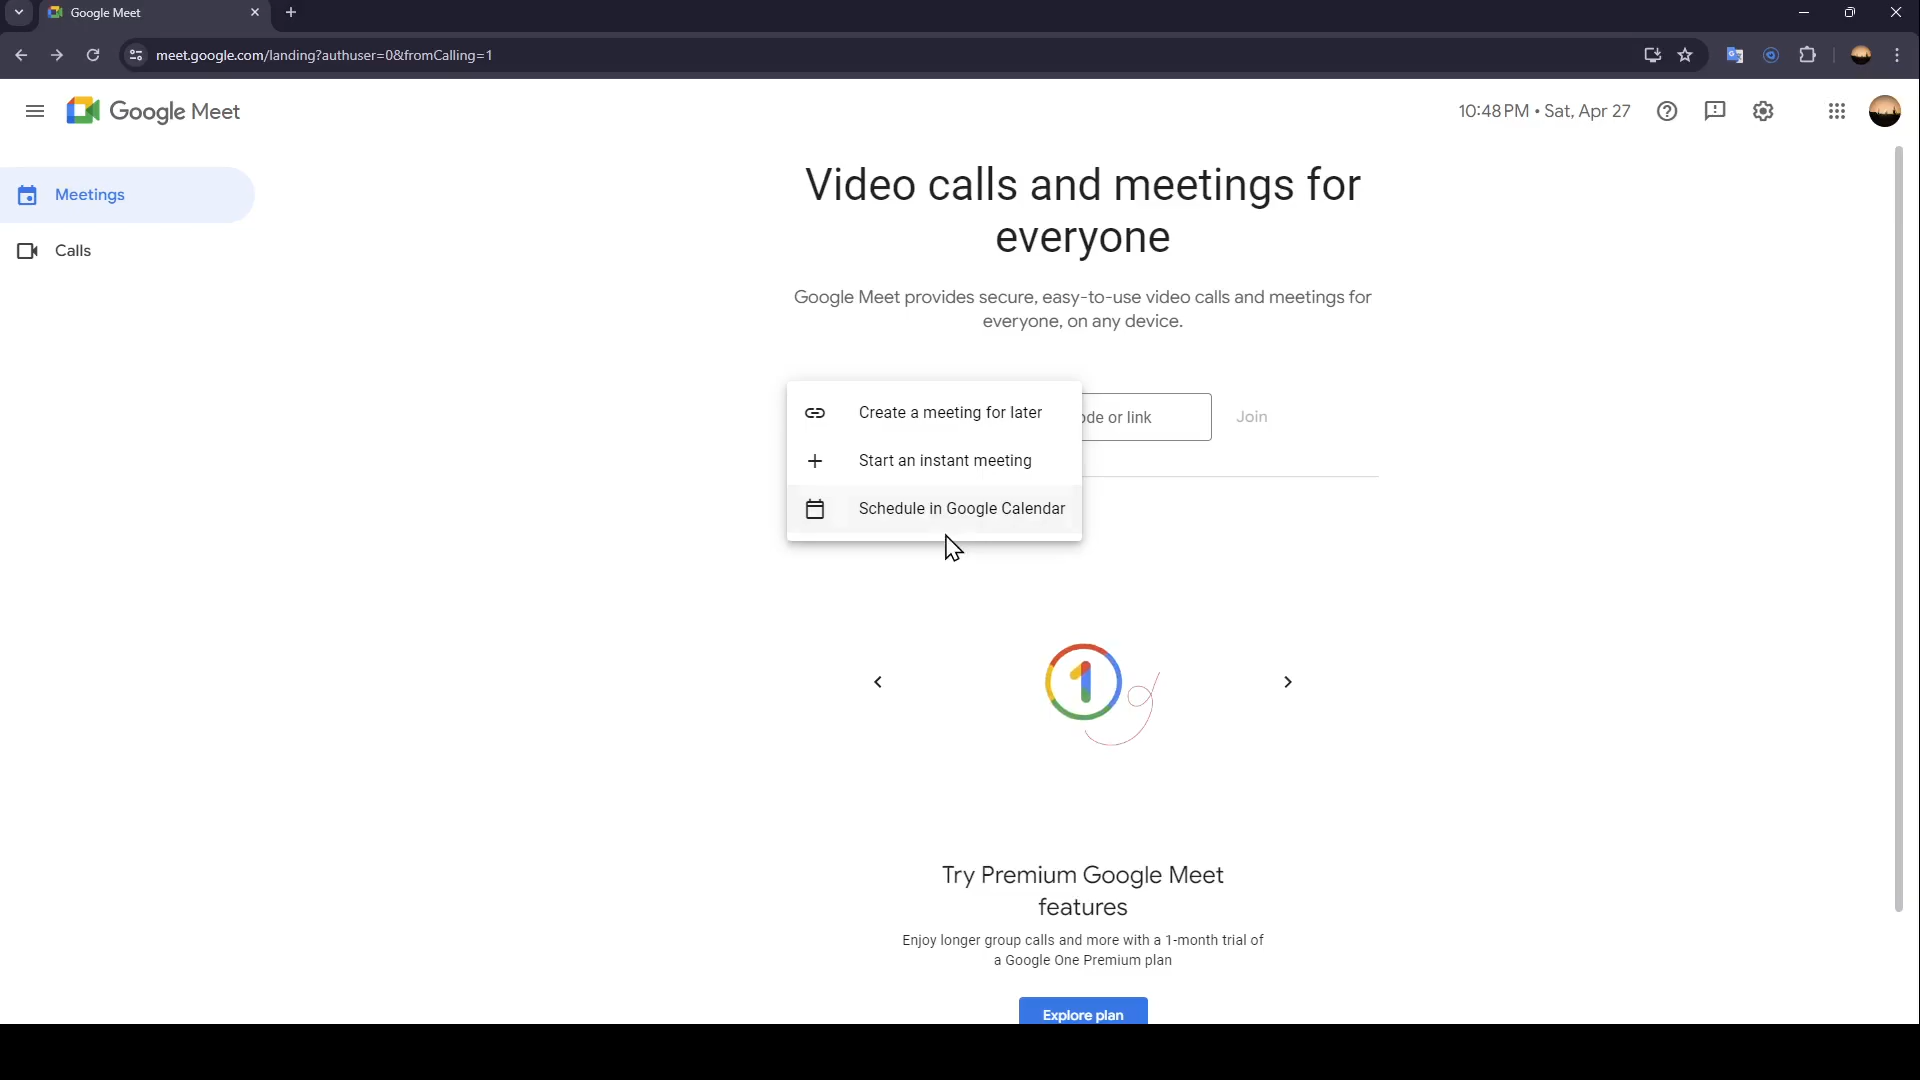 Google Meet
meet.google.com/landing?authuser=0&fromCalling=1
Google Meet
10:48 PM • Sat, Apr 27
Meetings
Calls
Video calls and meetings for
everyone
Google Meet provides secure, easy-to-use video calls and meetings for
everyone, on any device.
Create a meeting for later
or link
Join
Start an instant meeting
Schedule in Google Calendar
1
Try Premium Google Meet
features
Enjoy longer group calls and more with a 1-month trial of
a Google One Premium plan
Explore plan